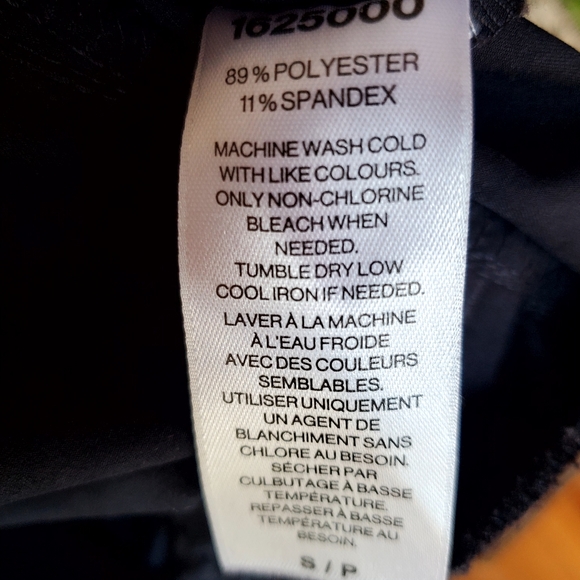 1625000
89% POLYESTER
11% SPANDEX
MACHINE WASH COLD
WITH LIKE COLOURS.
ONLY NON-CHLORINE
BLEACH WHEN
NEEDED.
TUMBLE DRY LOW
COOL IRON IF NEEDED.
LAVER À LA MACHINE
À L'EAU FROIDE
AVEC DES COULEURS
SEMBLABLES.
UTILISER UNIQUEMENT
UN AGENT DE
BLANCHIMENT SANS
CHLORE AU BESOIN.
SÉCHER PAR
CULBUTAGE À BASSE
TEMPÉRATURE.
REPASSER À BASSE
TEMPÉRATURE AU
BESOIN.
S / P